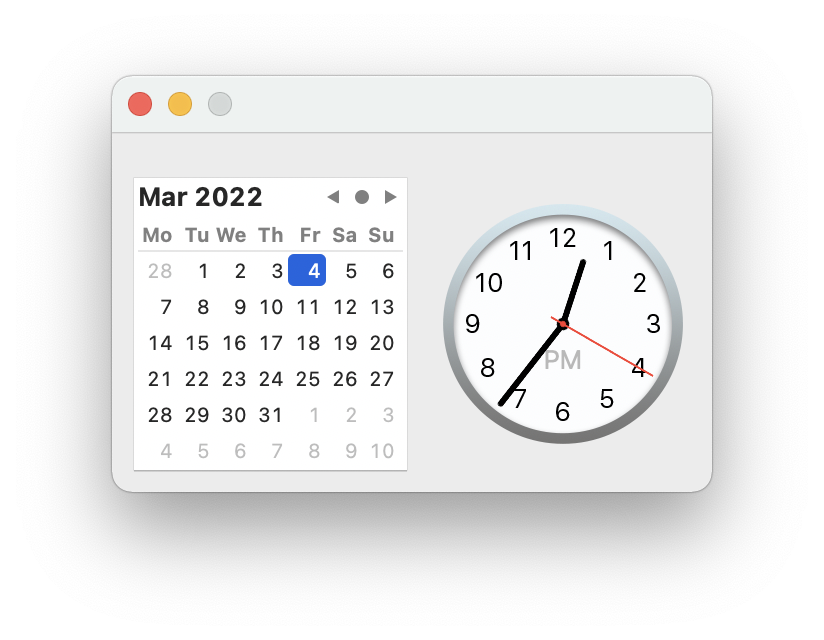 Mar 2022
Mo Tu We Th Fr Sa Su
28 1 2 3 4 5 6
7 8 9 10 11 12 13
14 15 16 17 18 19 20
21 22 23 24 25 26 27
28 29 30 31 1 2 3
4 5 6 7 8 9 10
12
11 1
10 2
9 3
PM
8 4
7 5
6